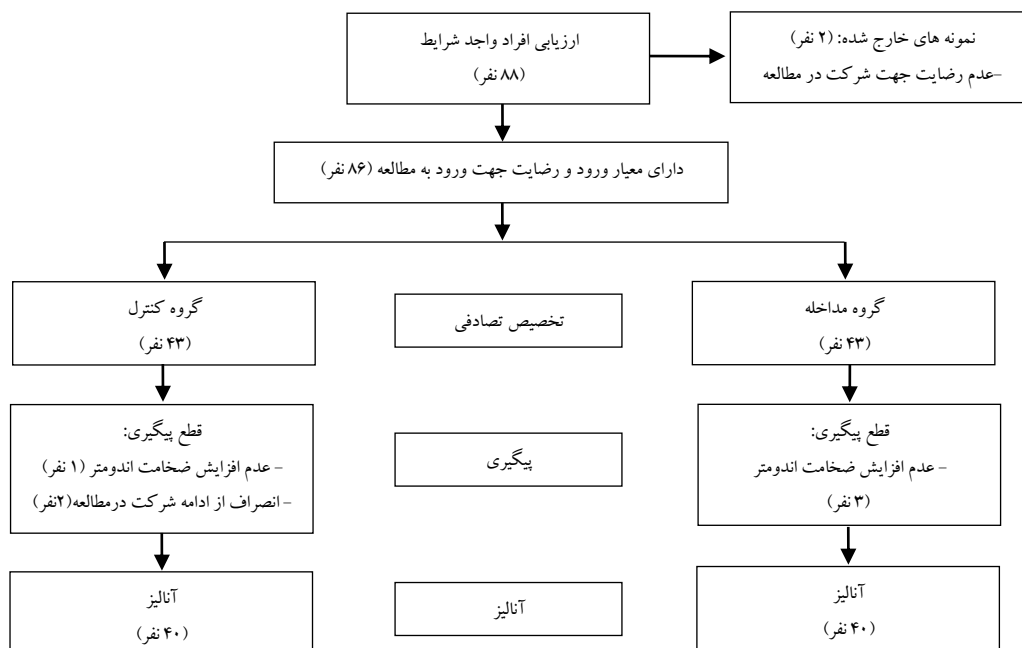 ارزیابی افراد واجد شرایط
(۸۸ نفر)
نمونه های خارج شده: (۲ نفر)
-عدم رضایت جهت شرکت در مطالعه
دارای معیار ورود و رضایت جهت ورود به مطالعه (۸۶ نفر)
گروه مداخله
(۴۳ نفر)
تخصیص تصادفی
گروه کنترل
(۴۳ نفر)
قطع پیگیری:
- عدم افزایش ضخامت اندومتر
(۳ نفر)
پیگیری
قطع پیگیری:
- عدم افزایش ضخامت اندومتر (۱ نفر)
- انصراف از ادامه شرکت درمطالعه(۲نفر)
آنالیز
(۴۰ نفر)
آنالیز
آنالیز
(۴۰ نفر)